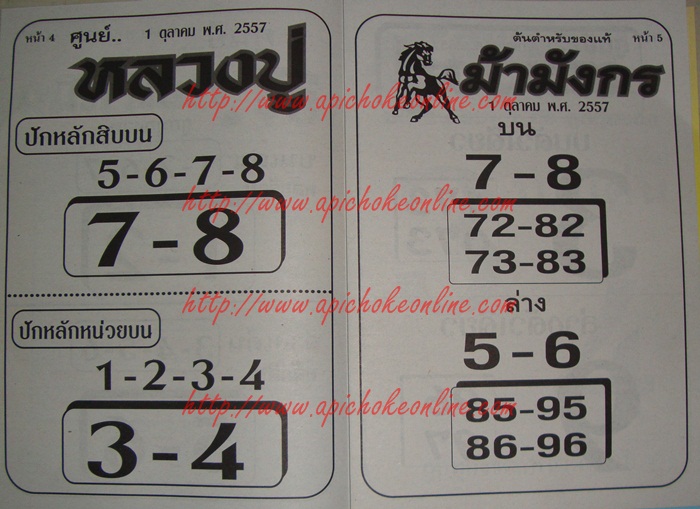 หน้า 4 ศูนย์.. 1 ตุลาคม พ.ศ. 2557
หลวงปู่
ปักหลักสิบบน
5-6-7-8
7-8
ปักหลักหน่วยบน
1-2-3-4
3-4
ต้นตำหรับของแท้ หน้า 5
ม้ามังกร
1 ตุลาคม พ.ศ. 2557
บน
7-8
72-82
73-83
ล่าง
5-6
85-95
86-96
http://www.apichokeonline.com
http://www.apichokeonline.com
http://www.apichokeonline.com
http://www.apichokeonline.com